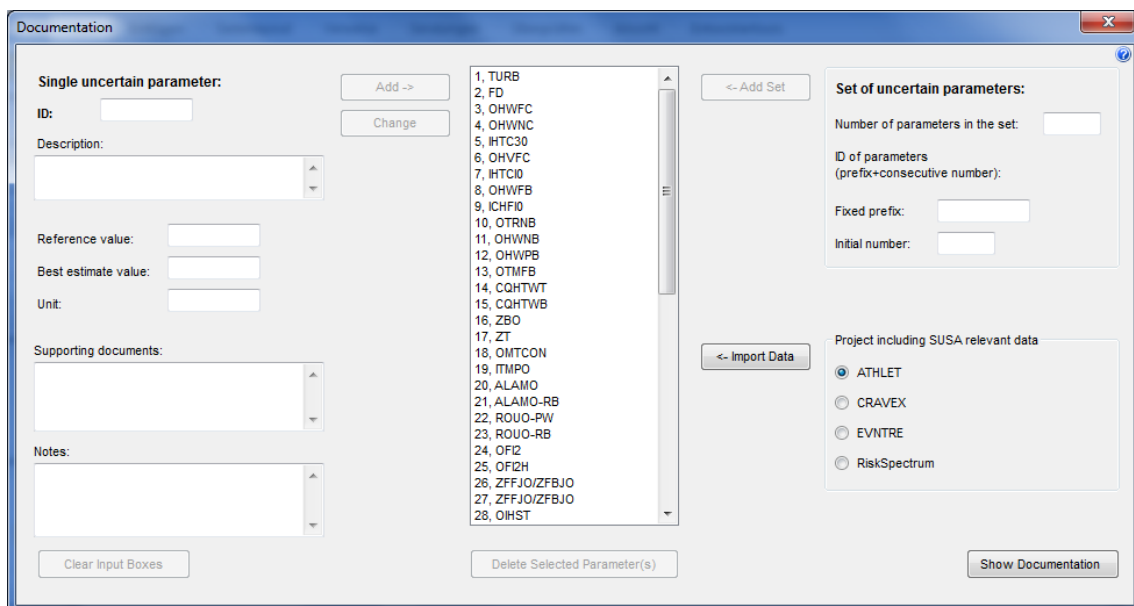 Documentation
Single uncertain parameter:
ID:
Description:
Reference value:
Best estimate value:
Unit:
Supporting documents:
Notes:
Clear Input Boxes
Add ->
Change
1, TURB
2, FD
3, OHWFC
4, OHWNC
5, IHTC30
6, OHVFC
7, IHTCI0
8, OHWFB
9, ICHFI0
10, OTRNB
11, OHWNB
12, OHWPB
13, OTMFB
14, CQHTWT
15, CQHTWB
16, ZBO
17, ZT
18, OMTCON
19, ITMPO
20, ALAMO
21, ALAMO-RB
22, ROUO-PW
23, ROUO-RB
24, OFI2
25, OFI2H
26, ZFFJO/ZFBJO
27, ZFFJO/ZFBJO
28, OIHST
Delete Selected Parameter(s)
<- Add Set
<- Import Data
Set of uncertain parameters:
Number of parameters in the set:
ID of parameters
(prefix+consecutive number):
Fixed prefix:
Initial number:
Project including SUSA relevant data
ATHLET
CRAVEX
EVNTRE
RiskSpectrum
Show Documentation